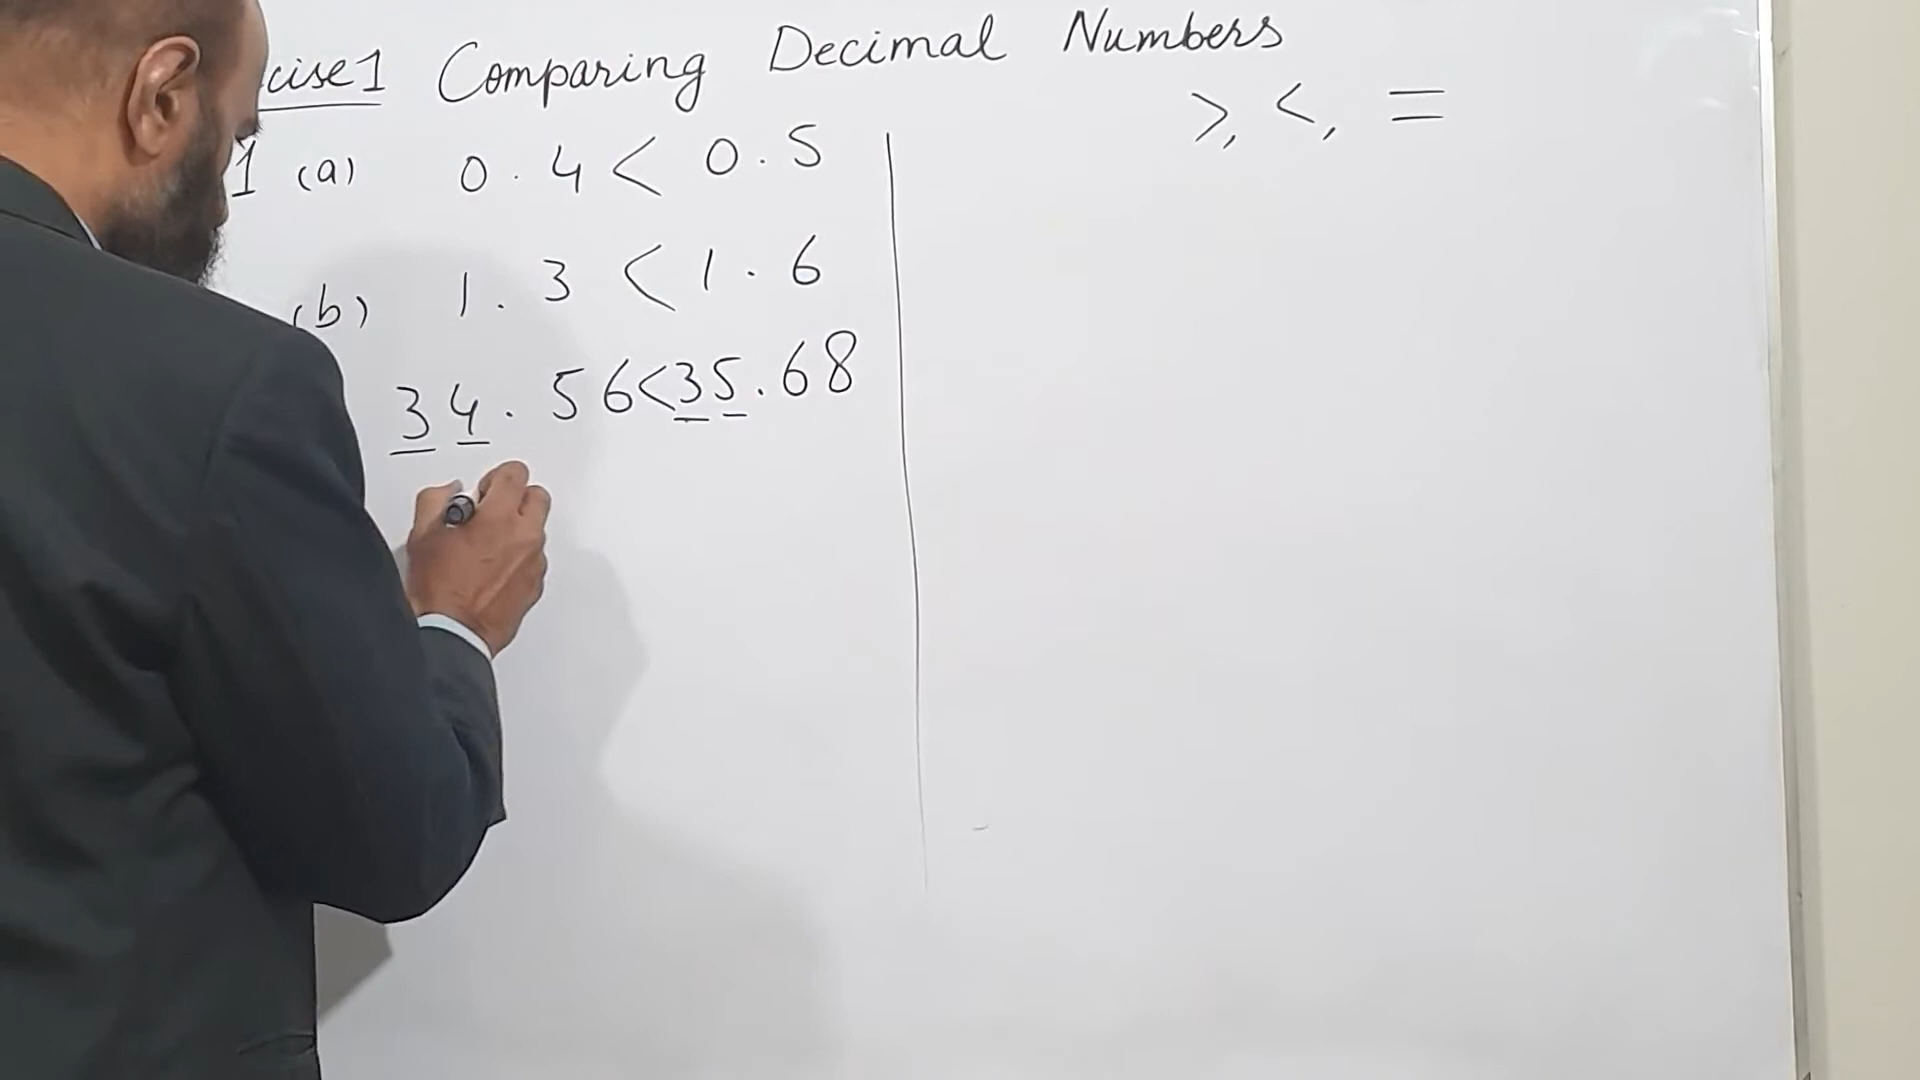 cise1 Comparing Decimal Numbers
>, <, =
1 (a) 0.4 < 0.5
(b) 1.3 < 1.6
34.56 < 35.68